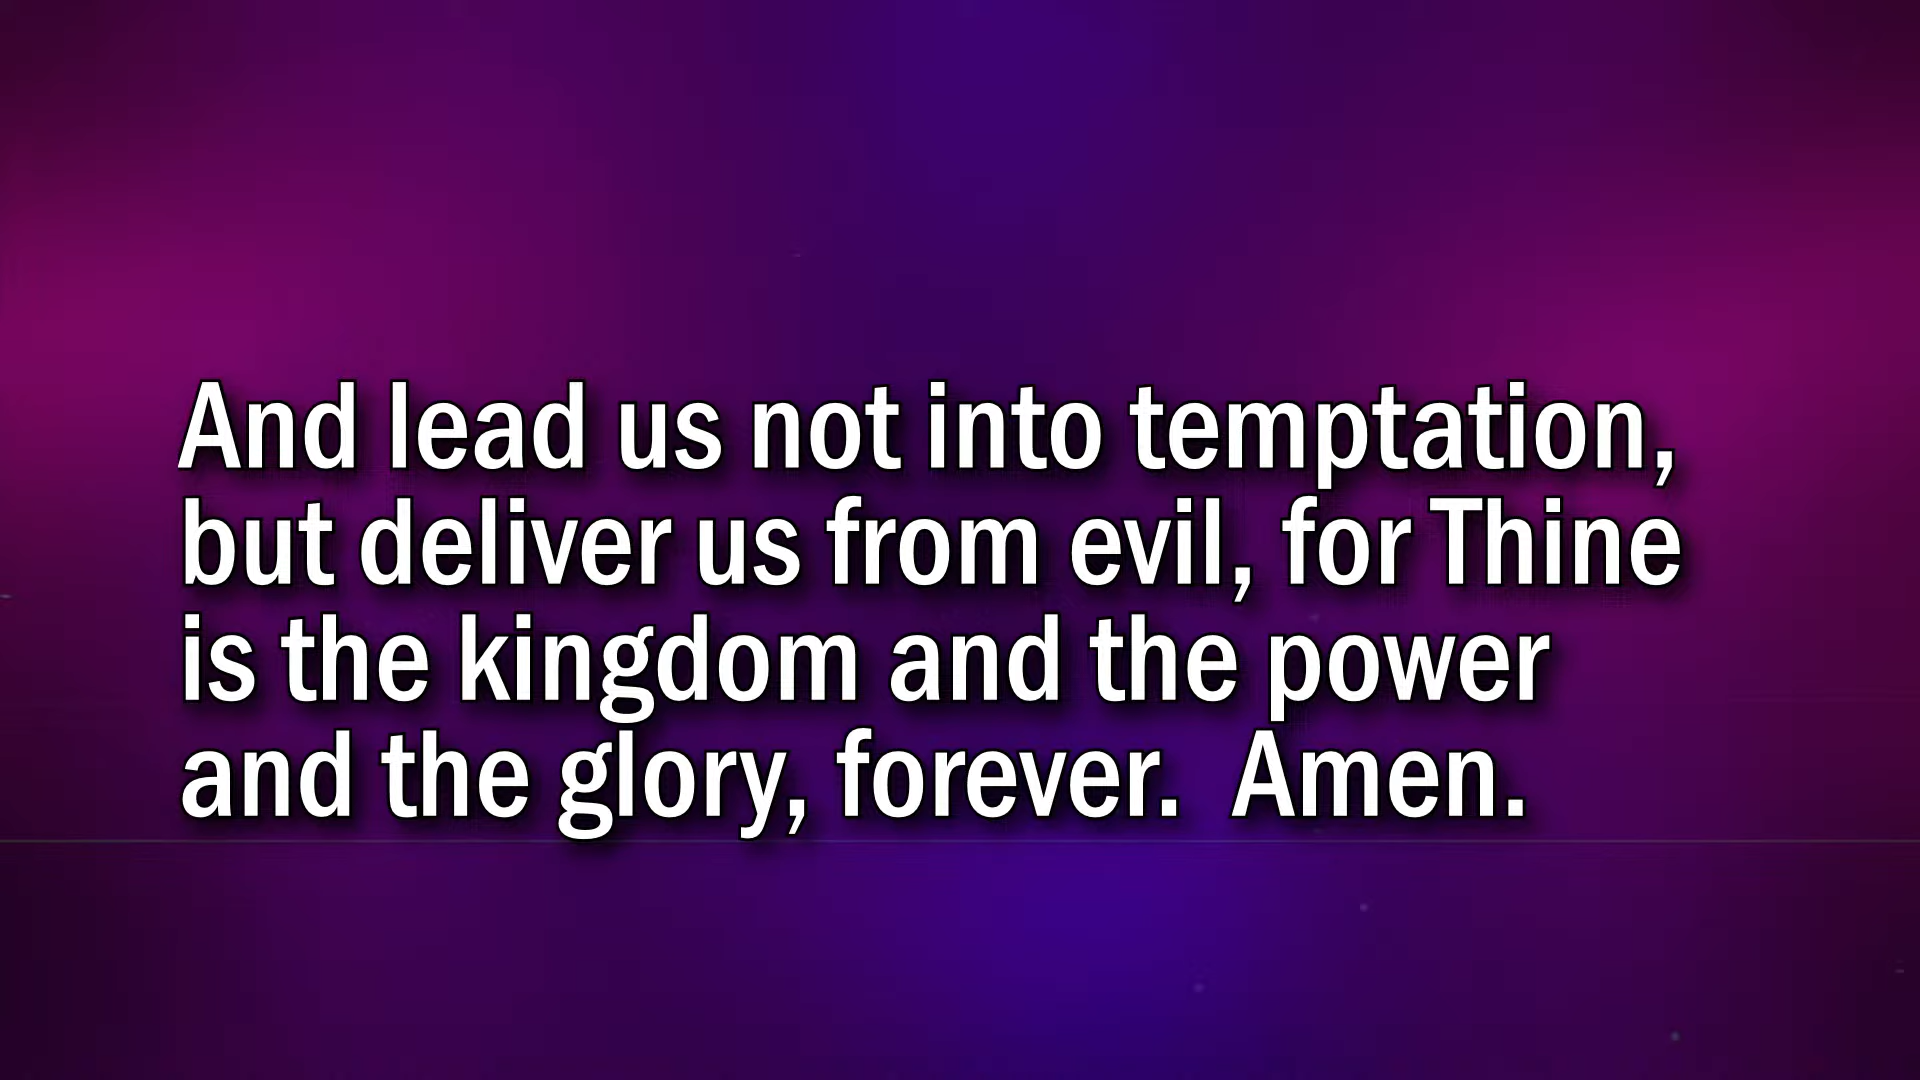 And lead us not into temptation,
but deliver us from evil, for Thine
is the kingdom and the power
and the glory, forever.  Amen.